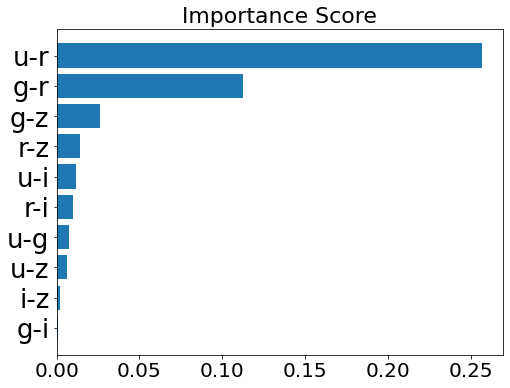 Importance Score
u-r
g-r
g-z
r-z
u-i
r-i
u-g
u-z
i-z
g-i
0.00 0.05 0.10 0.15 0.20 0.25